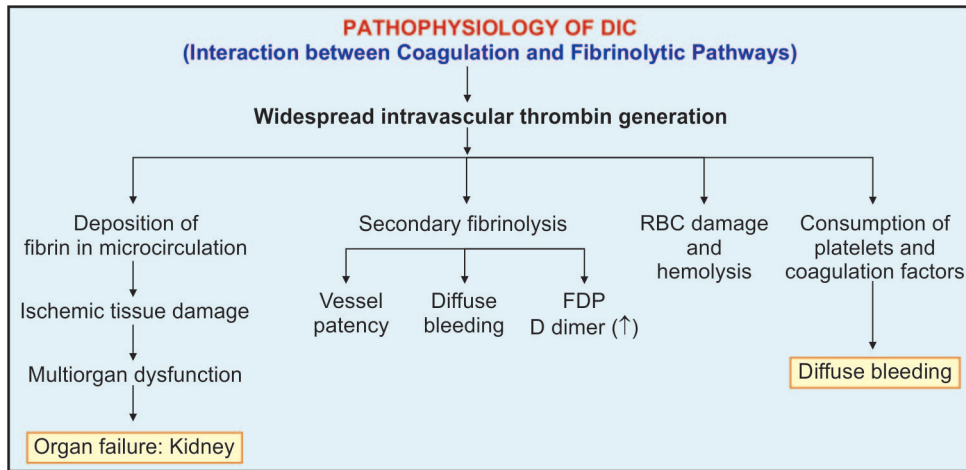 PATHOPHYSIOLOGY OF DIC
(Interaction between Coagulation and Fibrinolytic Pathways)
Widespread intravascular thrombin generation
Deposition of
fibrin in microcirculation
Ischemic tissue damage
Multiorgan dysfunction
Organ failure: Kidney
Secondary fibrinolysis
Vessel
patency
Diffuse
bleeding
FDP
D dimer (↑)
RBC damage
and
hemolysis
Consumption of
platelets and
coagulation factors
Diffuse bleeding